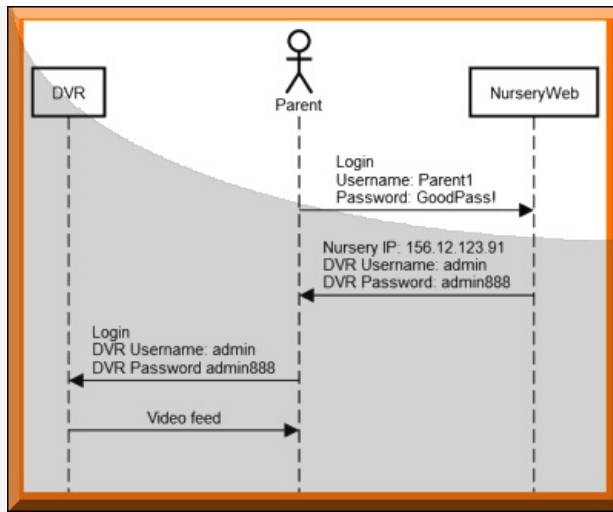 DVR
Parent
NurseryWeb
Login
Username: Parent1
Password: GoodPass!
Nursery IP: 156.12.123.91
DVR Username: admin
DVR Password: admin888
Login
DVR Username: admin
DVR Password admin888
Video feed